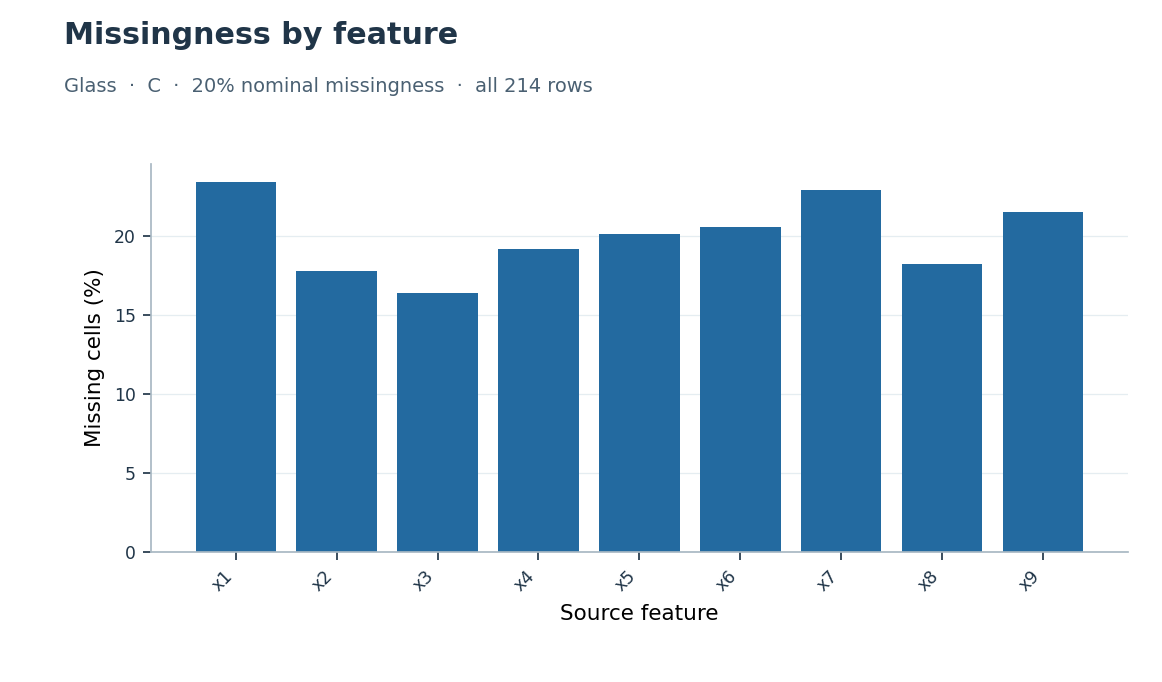 Missingness by feature
Glass · C · 20% nominal missingness · all 214 rows
Missing cells (%)
20
15
10
5
0
x1 x2 x3 x4 x5 x6 x7 x8 x9
Source feature